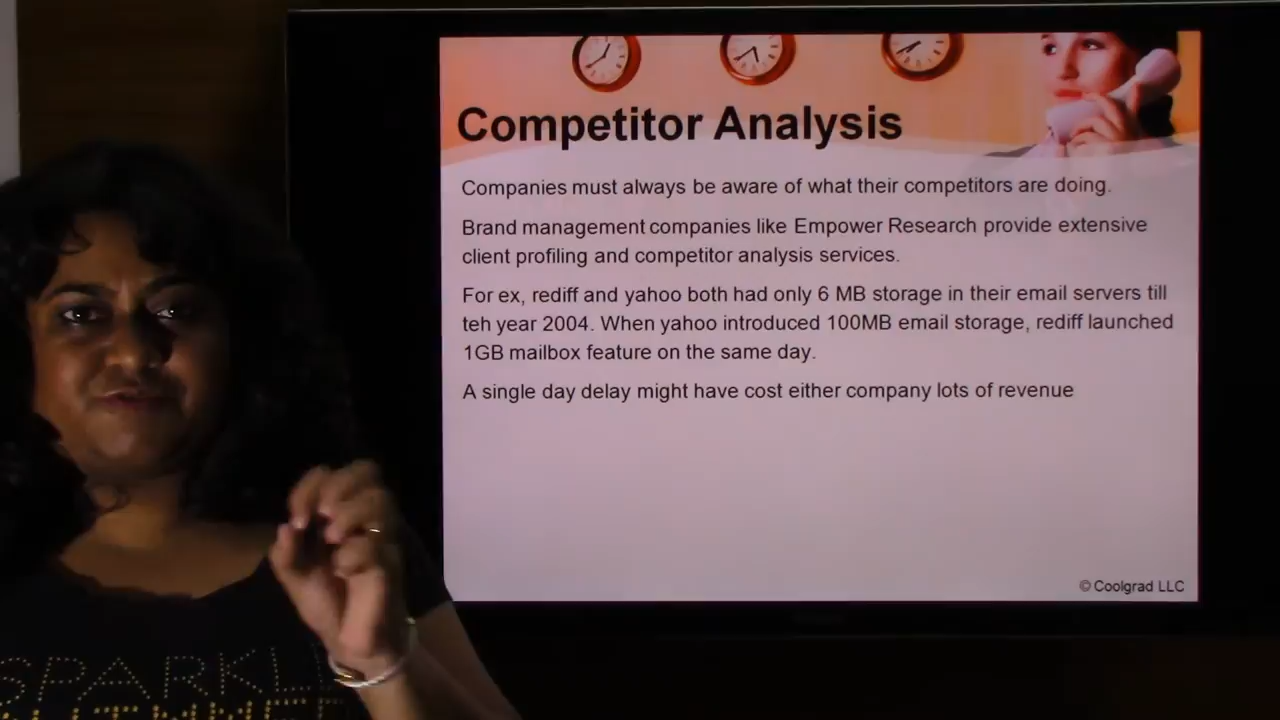 Competitor Analysis
Companies must always be aware of what their competitors are doing.
Brand management companies like Empower Research provide extensive
client profiling and competitor analysis services.
For ex, rediff and yahoo both had only 6 MB storage in their email servers till
teh year 2004. When yahoo introduced 100MB email storage, rediff launched
1GB mailbox feature on the same day.
A single day delay might have cost either company lots of revenue
© Coolgrad LLC
SPARKL